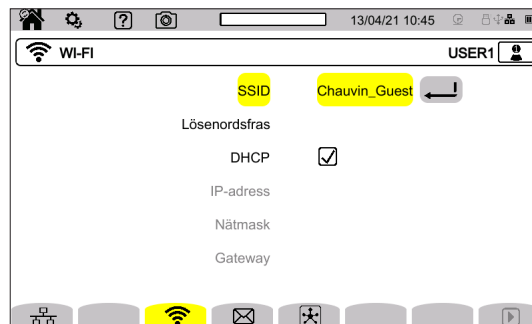 13/04/21 10:45
WI-FI USER1
SSID Chauvin_Guest
Lösenordsfras
DHCP
IP-adress
Nätmask
Gateway